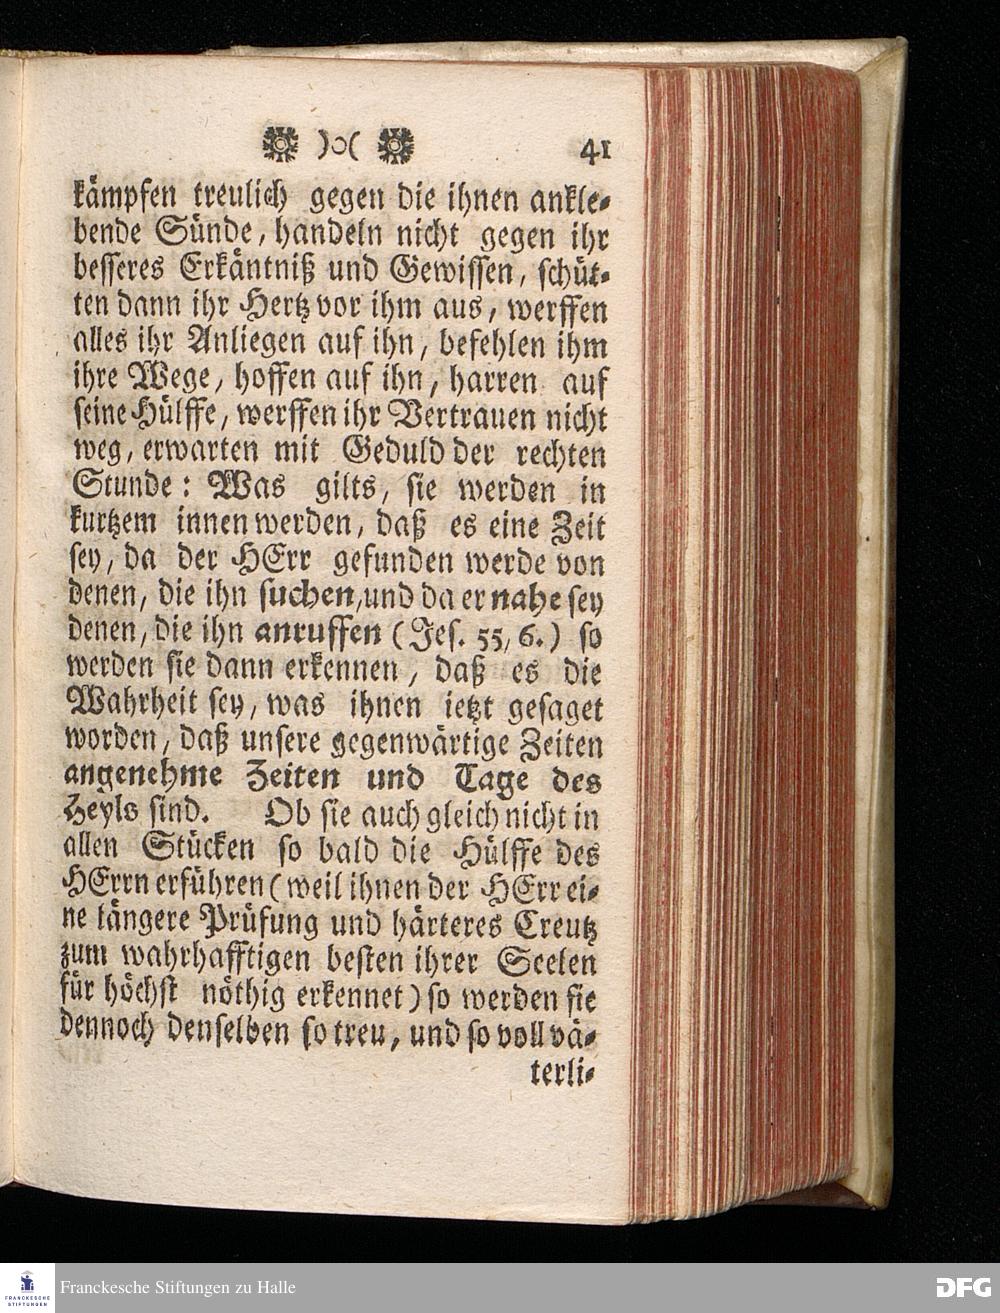 )o( 41
kämpfen treulich gegen die ihnen ankle-
bende Sünde, handeln nicht gegen ihr
besseres Erkäntniß und Gewissen, schüt-
ten dann ihr Hertz vor ihm aus, werffen
alles ihr Anliegen auf ihn, befehlen ihm
ihre Wege, hoffen auf ihn, harren auf
seine Hülffe, werffen ihr Vertrauen nicht
weg, erwarten mit Geduld der rechten
Stunde: Was gilts, sie werden in
kurtzem innen werden, daß es eine Zeit
sey, da der HErr gefunden werde von
denen, die ihn suchen, und da er nahe sey
denen, die ihn anruffen (Jes. 55, 6.) so
werden sie dann erkennen, daß es die
Wahrheit sey, was ihnen ietzt gesaget
worden, daß unsere gegenwärtige Zeiten
angenehme Zeiten und Tage des
Heyls sind. Ob sie auch gleich nicht in
allen Stücken so bald die Hülffe des
HErrn erführen (weil ihnen der HErr ei-
ne längere Prüfung und härteres Creutz
zum wahrhafftigen besten ihrer Seelen
für höchst nöthig erkennet) so werden sie
dennoch denselben so treu, und so voll vä-
terli-
FRANCKESCHE STIFTUNGEN
Franckesche Stiftungen zu Halle
DFG